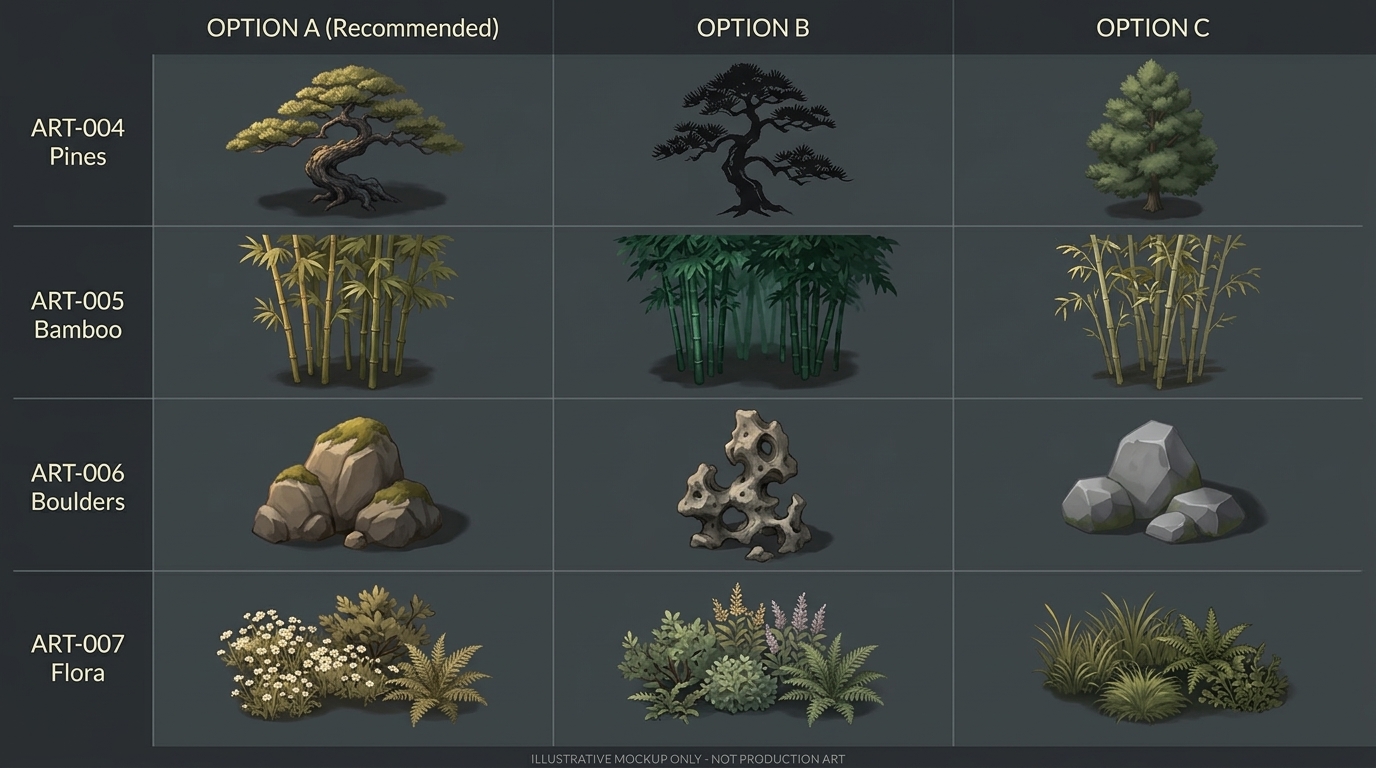 OPTION A (Recommended)
OPTION B
OPTION C
ART-004
Pines
ART-005
Bamboo
ART-006
Boulders
ART-007
Flora
ILLUSTRATIVE MOCKUP ONLY - NOT PRODUCTION ART